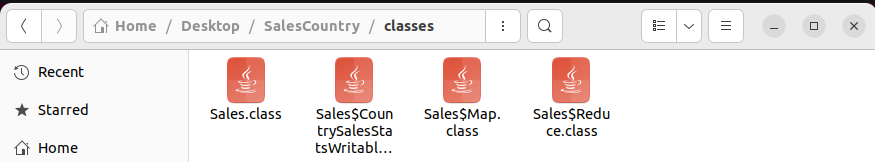 Home / Desktop / SalesCountry / classes
Recent
Starred
Home
Sales.class
Sales$Coun
trySalesSta
tsWritabl...
Sales$Map.
class
Sales$Redu
ce.class